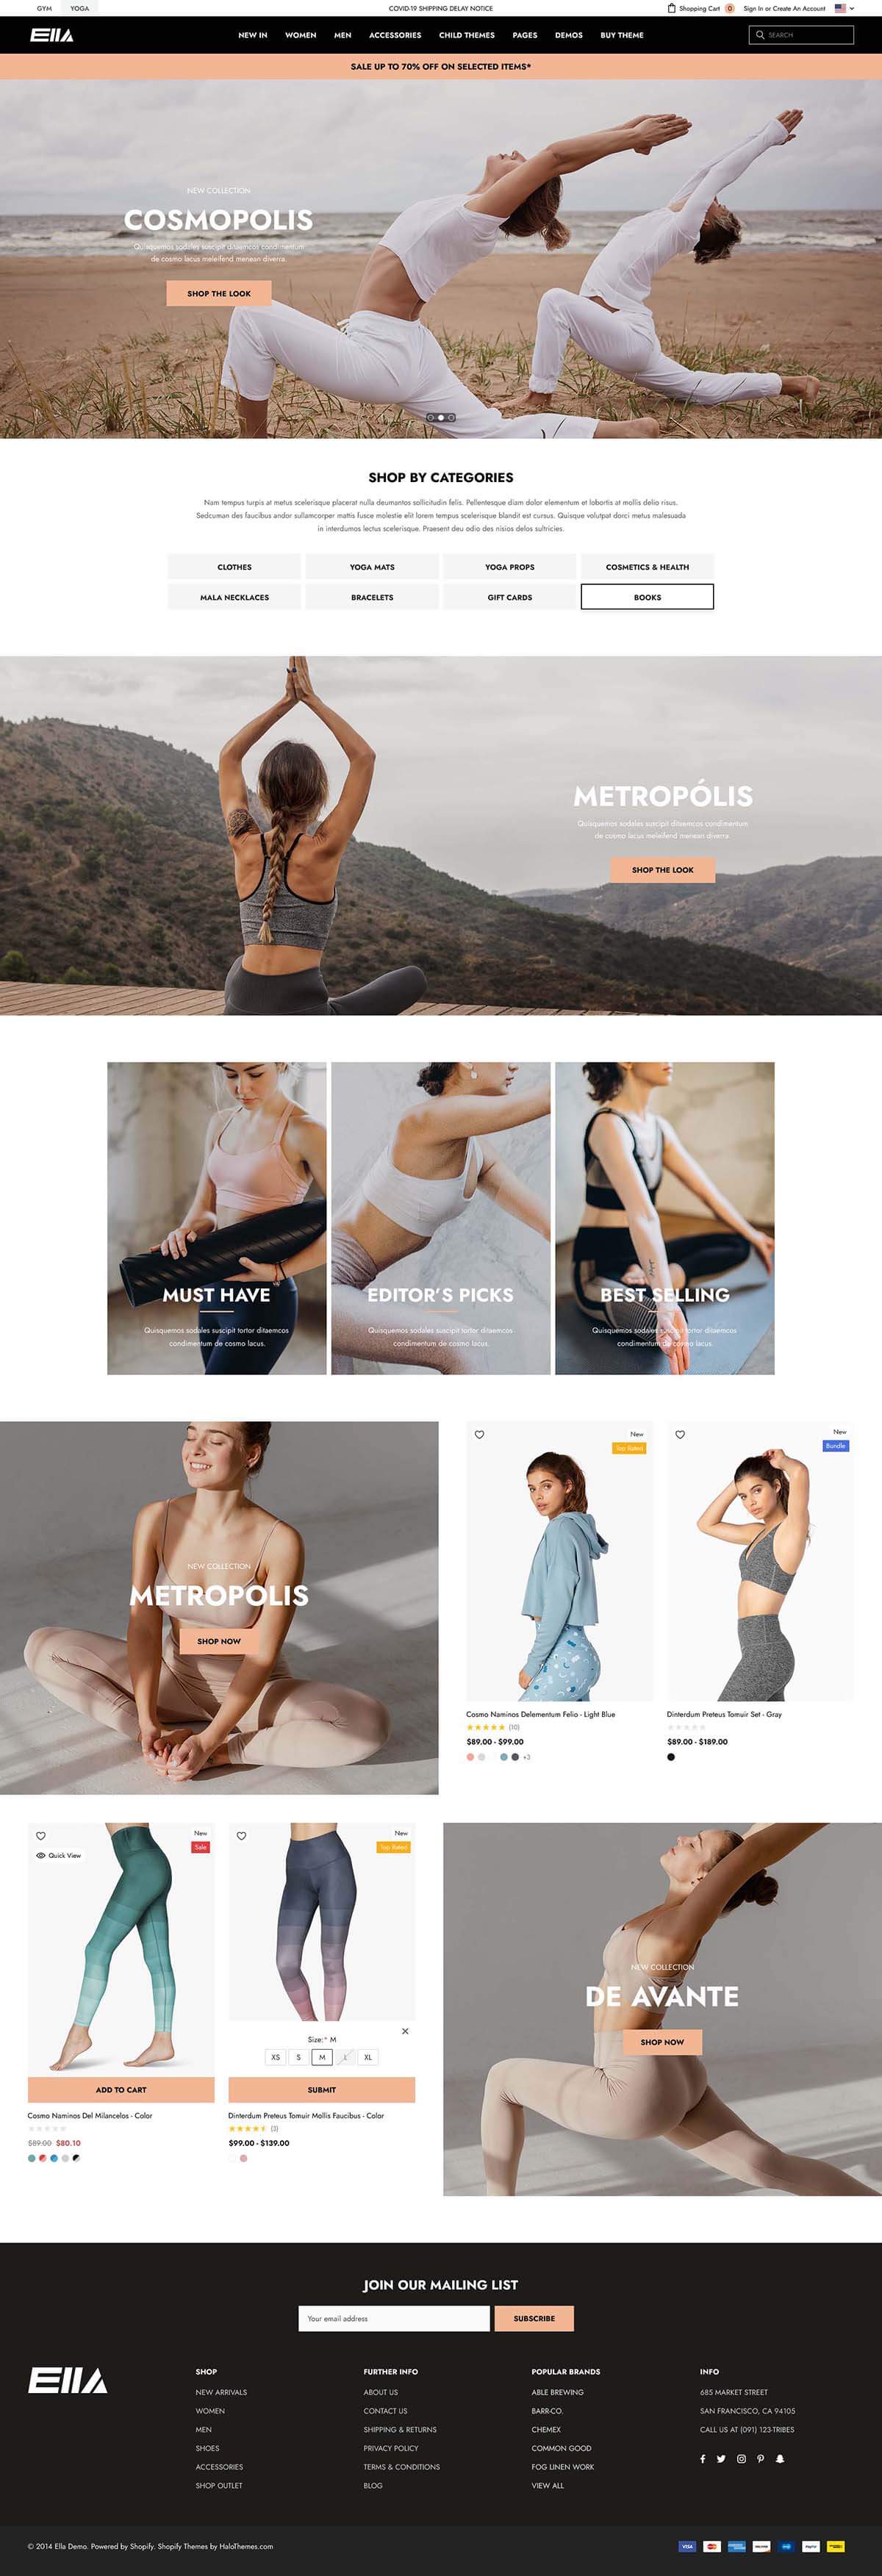 GYM
YOGA
COVID-19 SHIPPING DELAY NOTICE
Shopping Cart 0
Sign In or Create An Account
ELLA
NEW IN
WOMEN
MEN
ACCESSORIES
CHILD THEMES
PAGES
DEMOS
BUY THEME
SEARCH
SALE UP TO 70% OFF ON SELECTED ITEMS*
NEW COLLECTION
COSMOPOLIS
Quisquemos sodales suscipit ditaemcos condimentum
de cosmo lacus meleifend menean diverra.
SHOP THE LOOK
SHOP BY CATEGORIES
Nam tempus turpis at metus scelerisque placerat nulla deumantos sollicitudin felis. Pellentesque diam dolor elementum et lobortis at mollis delio risus.
Sedcuman des faucibus andor sullamcorper mattis fusce molestie elit lorem tempus scelerisque blandit est cursus. Quisque volutpat dorci metus malesuada
in interdumos lectus scelerisque. Praesent deu odio des nisios delos sultricies.
CLOTHES
YOGA MATS
YOGA PROPS
COSMETICS & HEALTH
MALA NECKLACES
BRACELETS
GIFT CARDS
BOOKS
METROPÓLIS
Quisquemos sodales suscipit ditaemcos condimentum
de cosmo lacus meleifend menean diverra
SHOP THE LOOK
MUST HAVE
Quisquemos sodales suscipit tortor ditaemcos
condimentum de cosmo lacus.
EDITOR'S PICKS
Quisquemos sodales suscipit tortor ditaemcos
condimentum de cosmo lacus.
BEST SELLING
Quisquemos sodales suscipit tortor ditaemcos
condimentum de cosmo lacus.
NEW COLLECTION
METROPOLIS
SHOP NOW
New
Top Rated
Cosmo Naminos Delementum Felio - Light Blue
(10)
$89.00 - $99.00
+3
New
Bundle
Dinterdum Preteus Tomuir Set - Gray
$89.00 - $189.00
New
Sale
Quick View
ADD TO CART
Cosmo Naminos Del Milancelos - Color
$89.00 $80.10
New
Top Rated
Size:* M
XS
S
M
L
XL
SUBMIT
Dinterdum Preteus Tomuir Mollis Faucibus - Color
(3)
$99.00 - $139.00
NEW COLLECTION
DE AVANTE
SHOP NOW
JOIN OUR MAILING LIST
Your email address
SUBSCRIBE
ELLA
SHOP
NEW ARRIVALS
WOMEN
MEN
SHOES
ACCESSORIES
SHOP OUTLET
FURTHER INFO
ABOUT US
CONTACT US
SHIPPING & RETURNS
PRIVACY POLICY
TERMS & CONDITIONS
BLOG
POPULAR BRANDS
ABLE BREWING
BARR-CO.
CHEMEX
COMMON GOOD
FOG LINEN WORK
VIEW ALL
INFO
685 MARKET STREET
SAN FRANCISCO, CA 94105
CALL US AT (091) 123-TRIBES
© 2014 Ella Demo. Powered by Shopify. Shopify Themes by HaloThemes.com
VISA